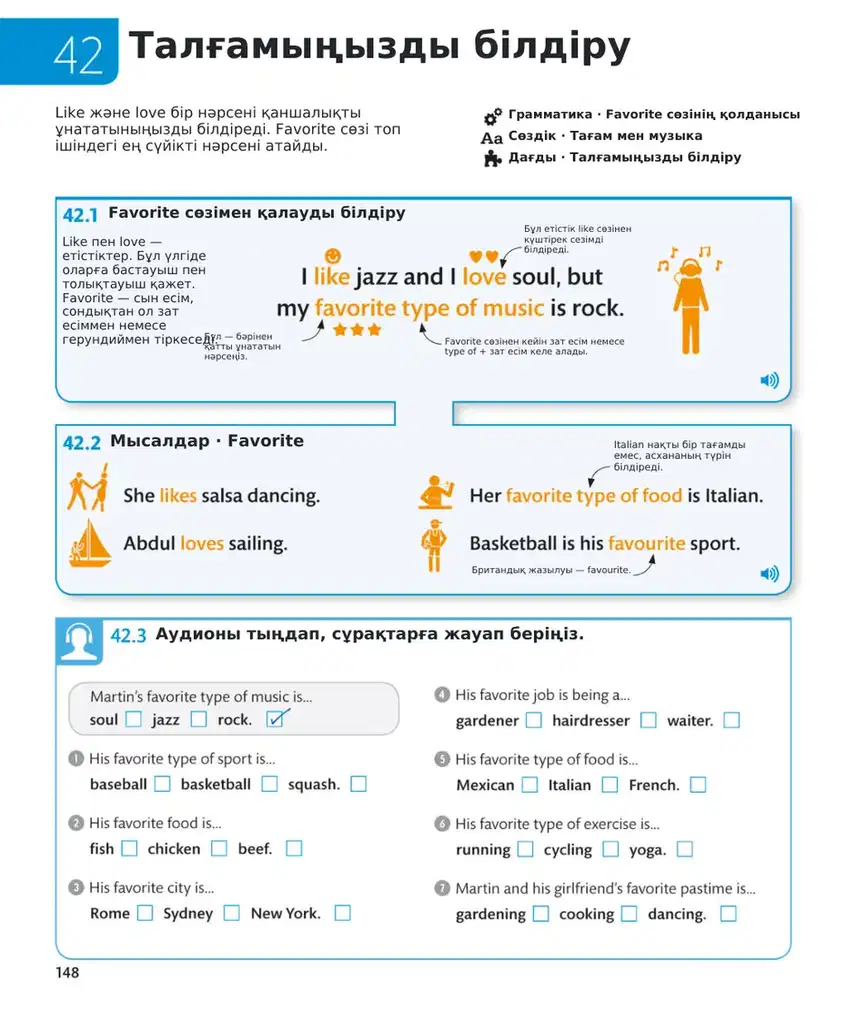 42
Талғамыңызды білдіру
Like және love бір нәрсені қаншалықты
ұнататыныңызды білдіреді. Favorite сөзі топ
ішіндегі ең сүйікті нәрсені атайды.
Грамматика · Favorite сөзінің қолданысы
Aa Сөздік · Тағам мен музыка
Дағды · Талғамыңызды білдіру
42.1 Favorite сөзімен қалауды білдіру
Like пен love —
етістіктер. Бұл үлгіде
оларға бастауыш пен
толықтауыш қажет.
Favorite — сын есім,
сондықтан ол зат
есіммен немесе
герундиймен тіркеседі.
Бұл етістік like сөзінен
күштірек сезімді
білдіреді.
I like jazz and I love soul, but
my favorite type of music is rock.
Бұл — бәрінен
қатты ұнататын
нәрсеңіз.
Favorite сөзінен кейін зат есім немесе
type of + зат есім келе алады.
42.2 Мысалдар · Favorite
She likes salsa dancing.
Abdul loves sailing.
Italian нақты бір тағамды
емес, асхананың түрін
білдіреді.
Her favorite type of food is Italian.
Basketball is his favourite sport.
Британдық жазылуы — favourite.
42.3 Аудионы тыңдап, сұрақтарға жауап беріңіз.
Martin's favorite type of music is...
soul jazz rock.
1 His favorite type of sport is...
baseball basketball squash.
2 His favorite food is...
fish chicken beef.
3 His favorite city is...
Rome Sydney New York.
4 His favorite job is being a...
gardener hairdresser waiter.
5 His favorite type of food is...
Mexican Italian French.
6 His favorite type of exercise is...
running cycling yoga.
7 Martin and his girlfriend's favorite pastime is...
gardening cooking dancing.
148